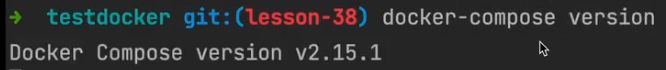 → testdocker git:(lesson-38) docker-compose version
Docker Compose version v2.15.1